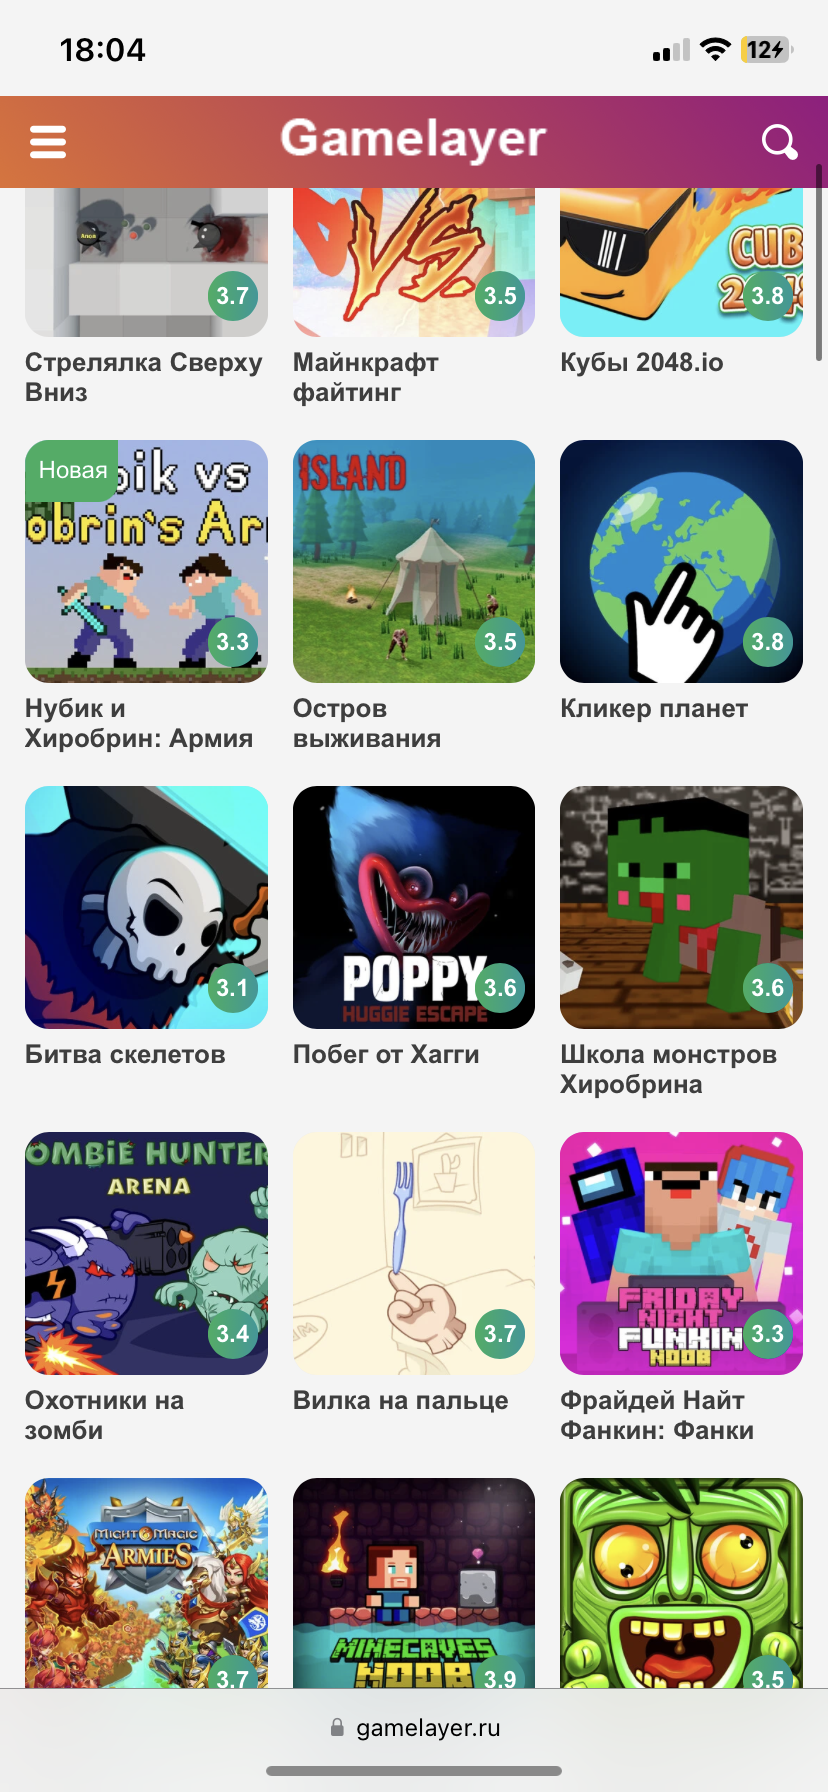 18:04
12
Gamelayer
Алов
VS.
CUB
3.7
3.5
3.8
Стрелялка Сверху
Вниз
Майнкрафт
файтинг
Кубы 2048.io
Новая
bik vs
obrin's Ar
ISLAND
3.3
3.5
3.8
Нубик и
Хиробрин: Армия
Остров
выживания
Кликер планет
POPPY
HUGGIE ESCAPE
3.1
3.6
3.6
Битва скелетов
Побег от Хагги
Школа монстров
Хиробрина
OMBIE HUNTER
ARENA
FRIDAY
NIGHT
FUNKIN
NOOB
3.4
3.7
3.3
Охотники на
зомби
Вилка на пальце
Фрайдей Найт
Фанкин: Фанки
MIGHT & MAGIC
ARMIES
MINECAVES
NOOB
3.7
3.9
3.5
gamelayer.ru